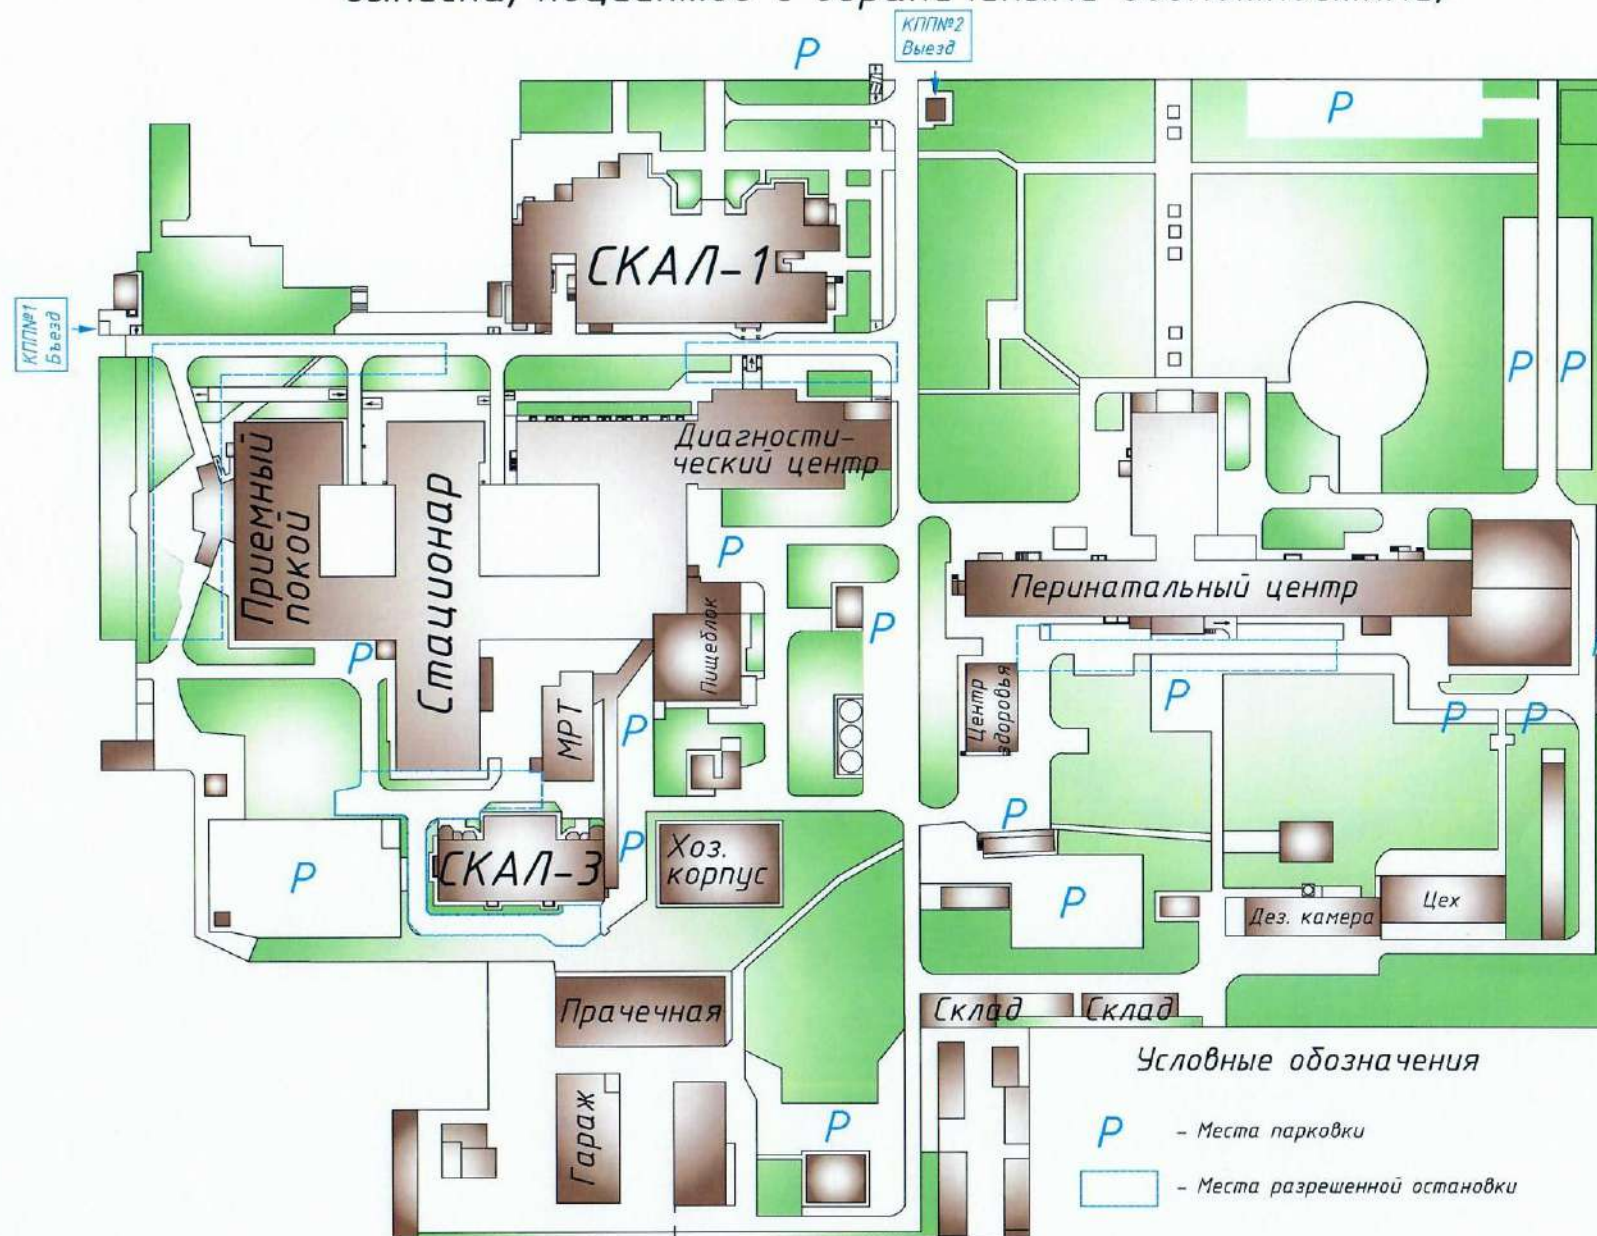 КПП№2
Выезд
Р
Р
СКАЛ-1
КПП№1
Бъезд
Р
Р
Диагности-
ческий центр
Приемный
покой
Стационар
Р
Перинатальный центр
Р
Пищеблок
Р
Центр
здоровья
Р
МРТ
Р
Р
Р
Р
СКАЛ-3
Р
Хоз.
корпус
Р
Р
Дез. камера
Цех
Прачечная
Склад
Склад
Гараж
Р
Условные обозначения
Р
- Места парковки
- Места разрешенной остановки